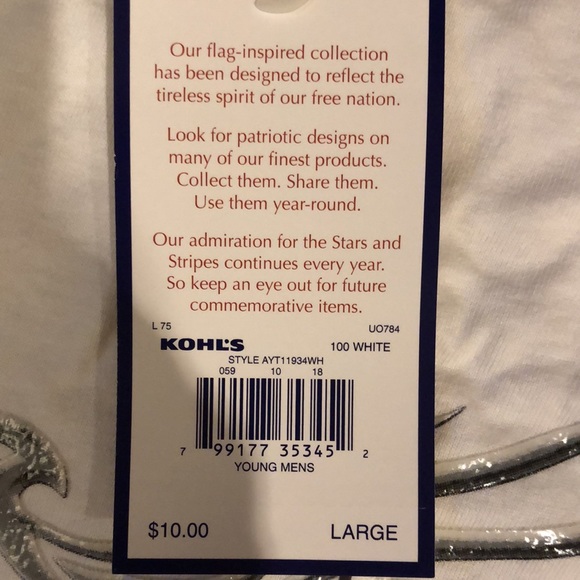 Our flag-inspired collection
has been designed to reflect the
tireless spirit of our free nation.
Look for patriotic designs on
many of our finest products.
Collect them. Share them.
Use them year-round.
Our admiration for the Stars and
Stripes continues every year.
So keep an eye out for future
commemorative items.
L 75 UO784
KOHL'S 100 WHITE
STYLE AYT11934WH
059 10 18
7 99177 35345 2
YOUNG MENS
$10.00 LARGE